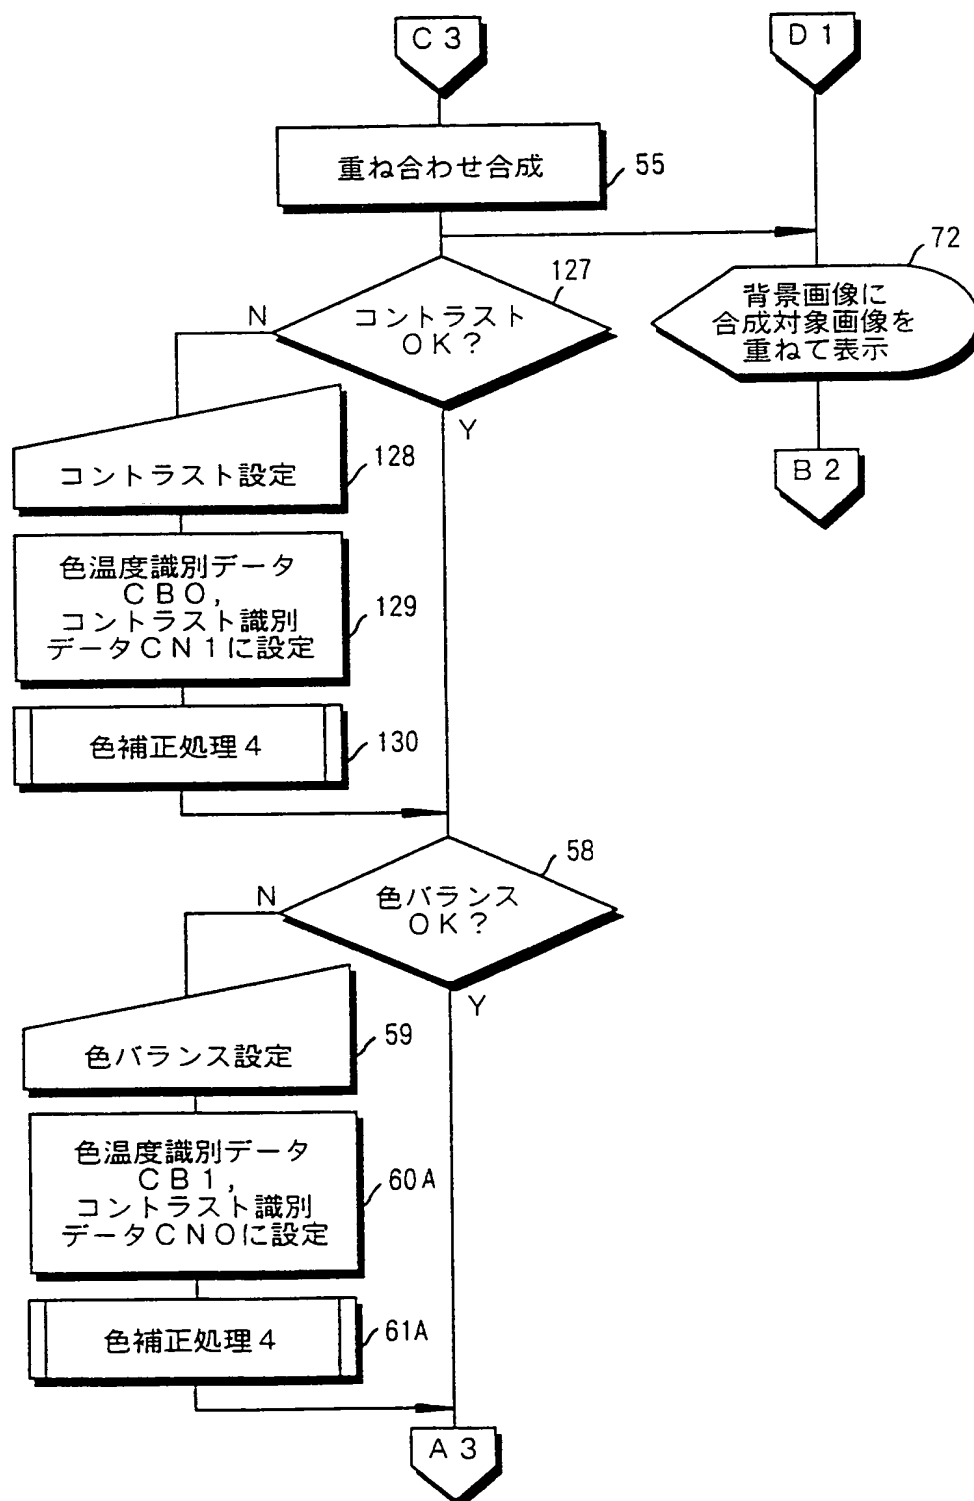 C3
D1
重ね合わせ合成
55
72
背景画像に
合成対象画像を
重ねて表示
127
コントラスト
OK?
N
Y
B2
コントラスト設定
128
色温度識別データ
CB0,
コントラスト識別
データCN1に設定
129
色補正処理4
130
58
色バランス
OK?
N
Y
色バランス設定
59
色温度識別データ
CB1,
コントラスト識別
データCN0に設定
60A
色補正処理4
61A
A3